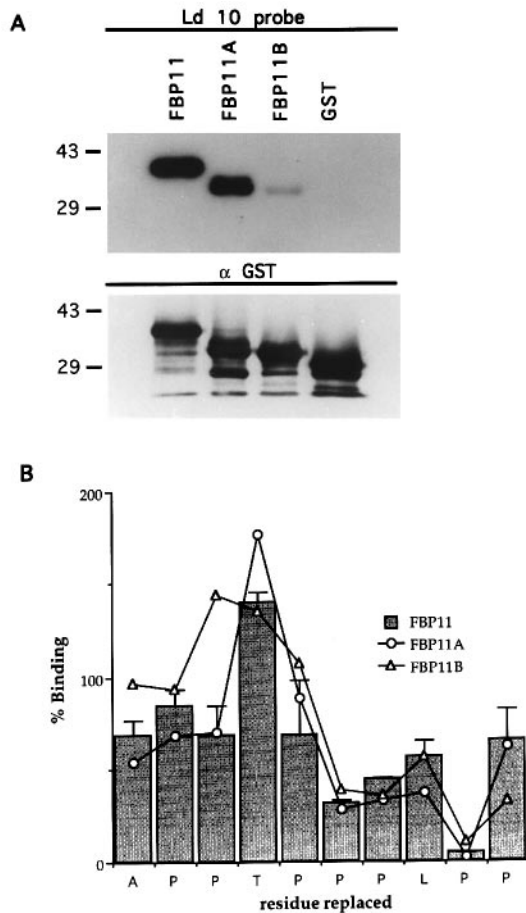 A
Ld 10 probe
FBP11
FBP11A
FBP11B
GST
43
29
α GST
43
29
B
200
100
0
% Binding
FBP11
FBP11A
FBP11B
A P P T P P P L P P
residue replaced